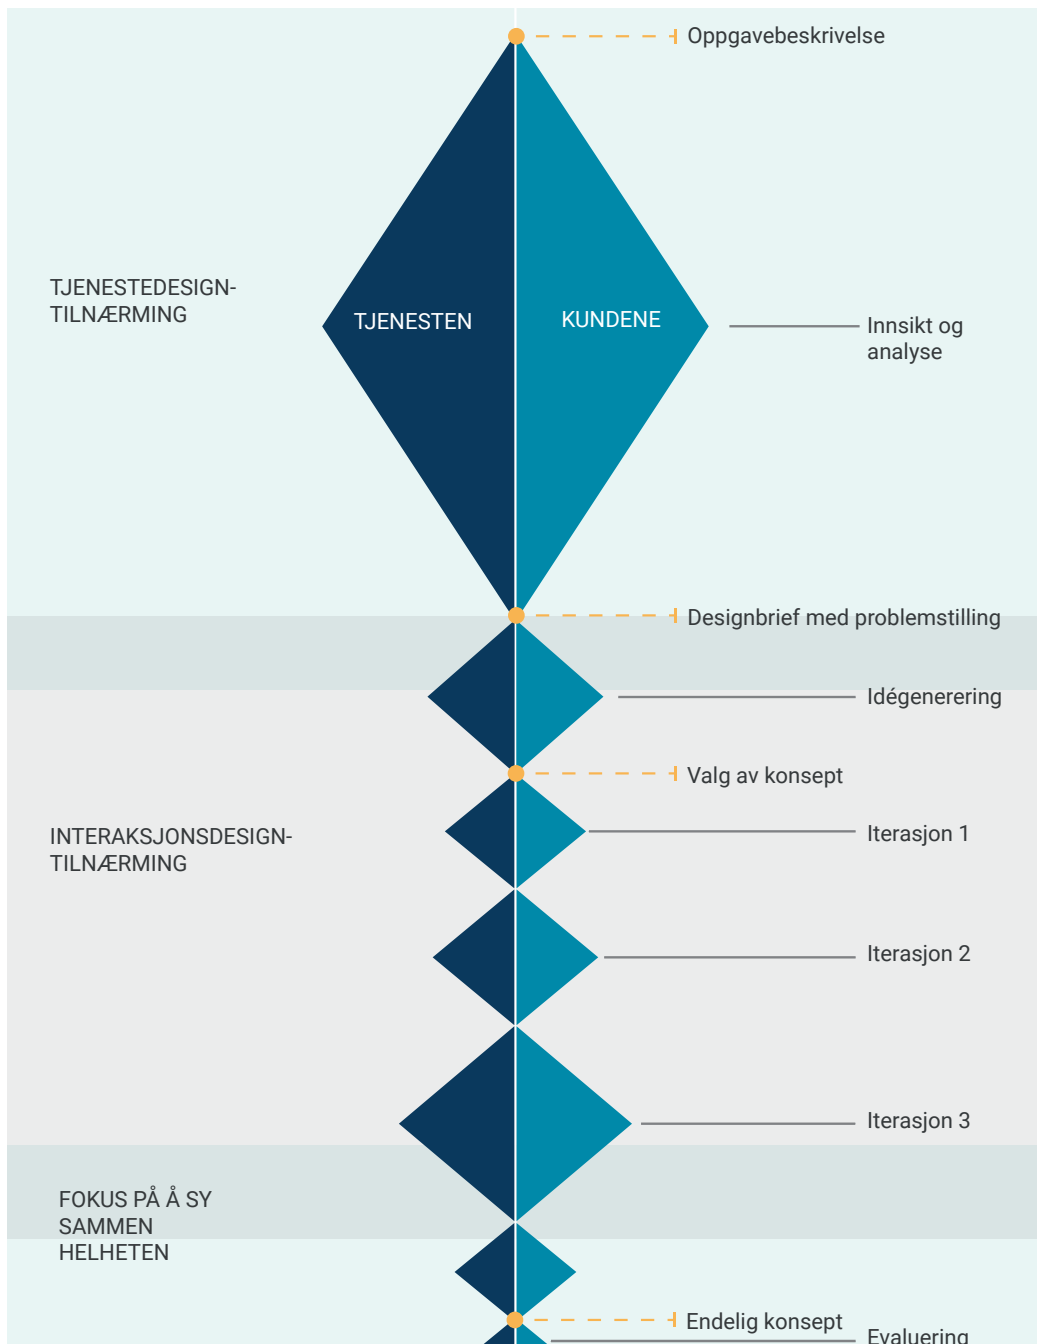 Oppgavebeskrivelse
TJENESTEDESIGN-
TILNÆRMING
TJENESTEN
KUNDENE
Innsikt og
analyse
Designbrief med problemstilling
Idégenerering
Valg av konsept
INTERAKSJONSDESIGN-
TILNÆRMING
Iterasjon 1
Iterasjon 2
Iterasjon 3
FOKUS PÅ Å SY
SAMMEN
HELHETEN
Endelig konsept
Evaluering